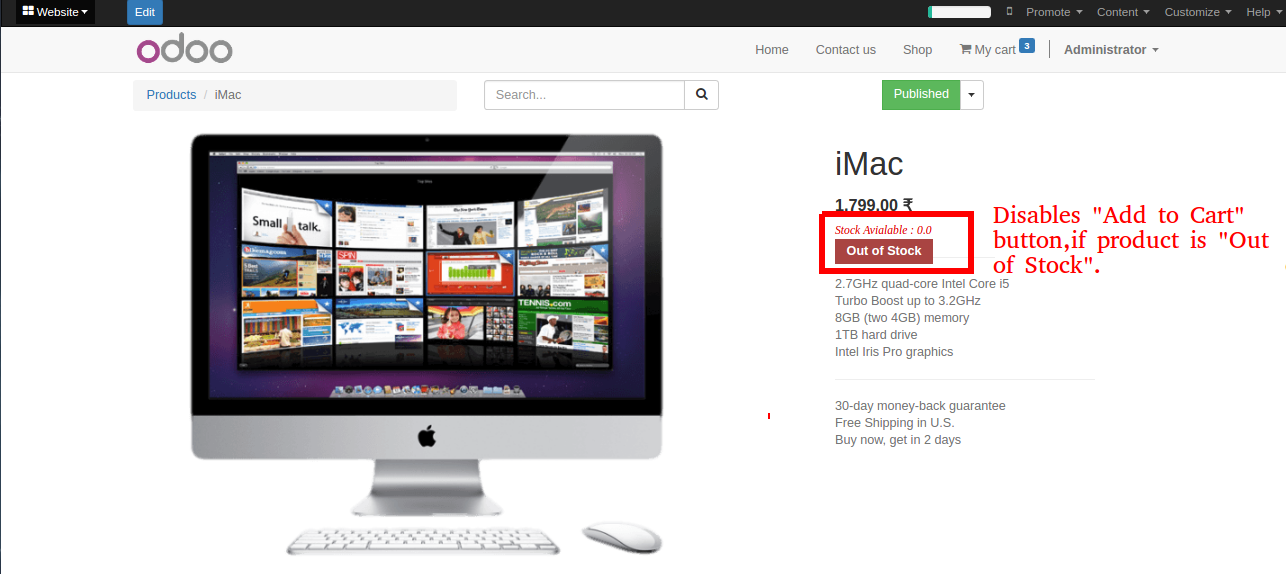 Website
Edit
Promote
Content
Customize
Help
odoo
Home
Contact us
Shop
My cart 3
Administrator
Products / iMac
Search...
Published
Small talk.
SPIN
TENNIS.com
iMac
1,799.00 ₹
Stock Avialable : 0.0
Out of Stock
Disables "Add to Cart"
button,if product is "Out
of Stock".
2.7GHz quad-core Intel Core i5
Turbo Boost up to 3.2GHz
8GB (two 4GB) memory
1TB hard drive
Intel Iris Pro graphics
30-day money-back guarantee
Free Shipping in U.S.
Buy now, get in 2 days